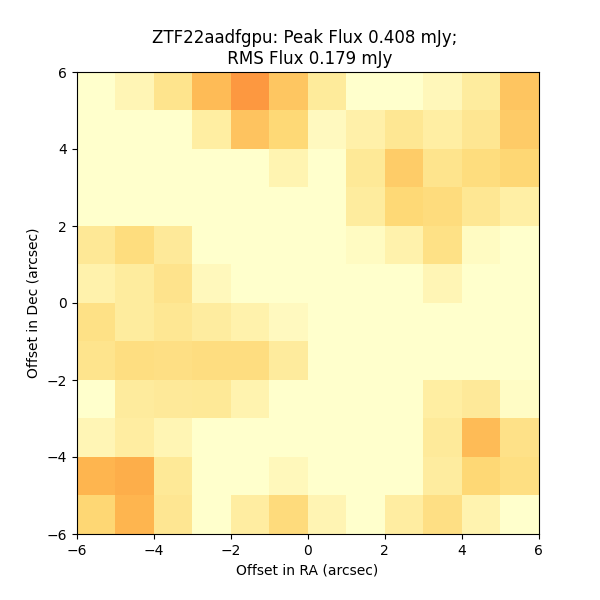 ZTF22aadfgpu: Peak Flux 0.408 mJy;
RMS Flux 0.179 mJy
6
4
2
0
−2
−4
−6
Offset in Dec (arcsec)
−6 −4 −2 0 2 4 6
Offset in RA (arcsec)